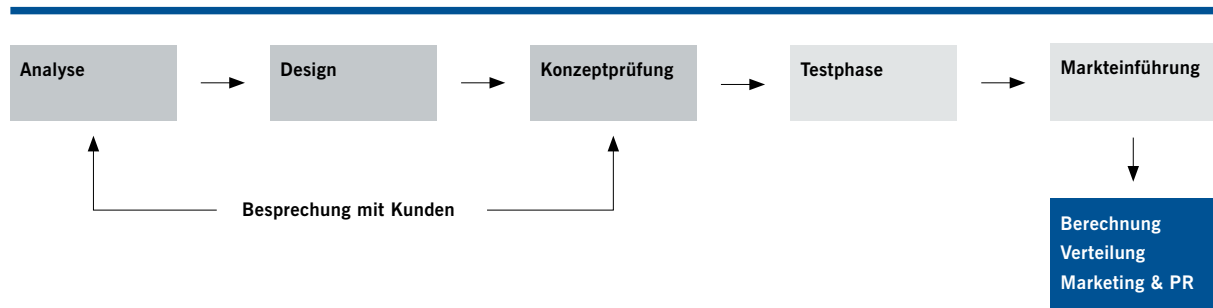 Analyse
Design
Konzeptprüfung
Testphase
Markteinführung
Besprechung mit Kunden
Berechnung
Verteilung
Marketing & PR